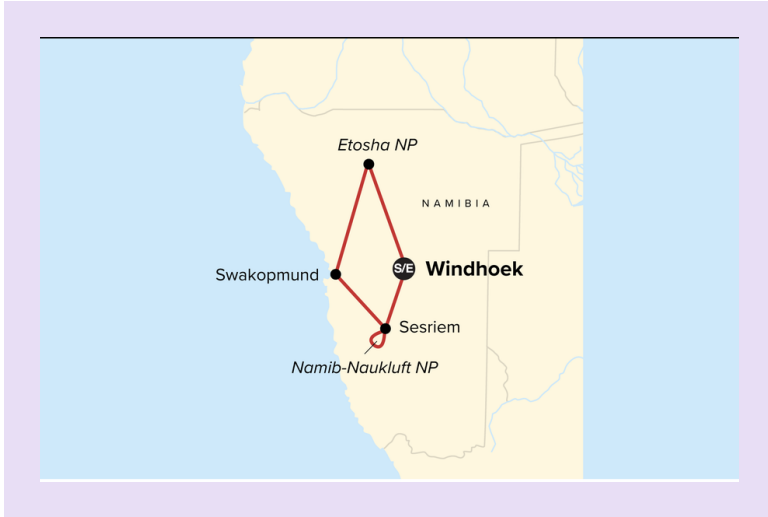 Etosha NP
NAMIBIA
Swakopmund
S/E Windhoek
Sesriem
Namib-Naukluft NP